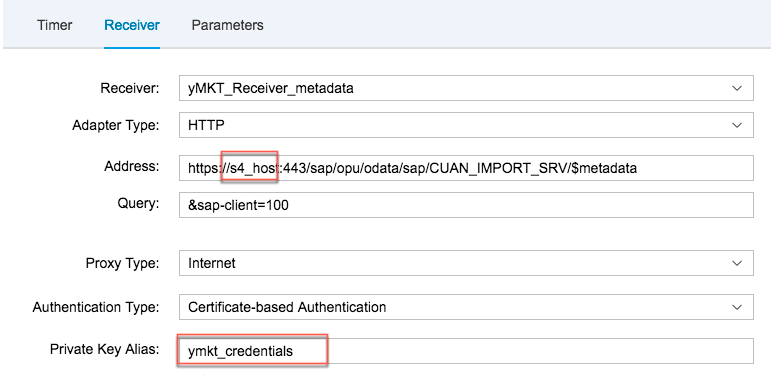 Timer Receiver Parameters
Receiver: yMKT_Receiver_metadata
Adapter Type: HTTP
Address: https://s4_host:443/sap/opu/odata/sap/CUAN_IMPORT_SRV/$metadata
Query: &sap-client=100
Proxy Type: Internet
Authentication Type: Certificate-based Authentication
Private Key Alias: ymkt_credentials